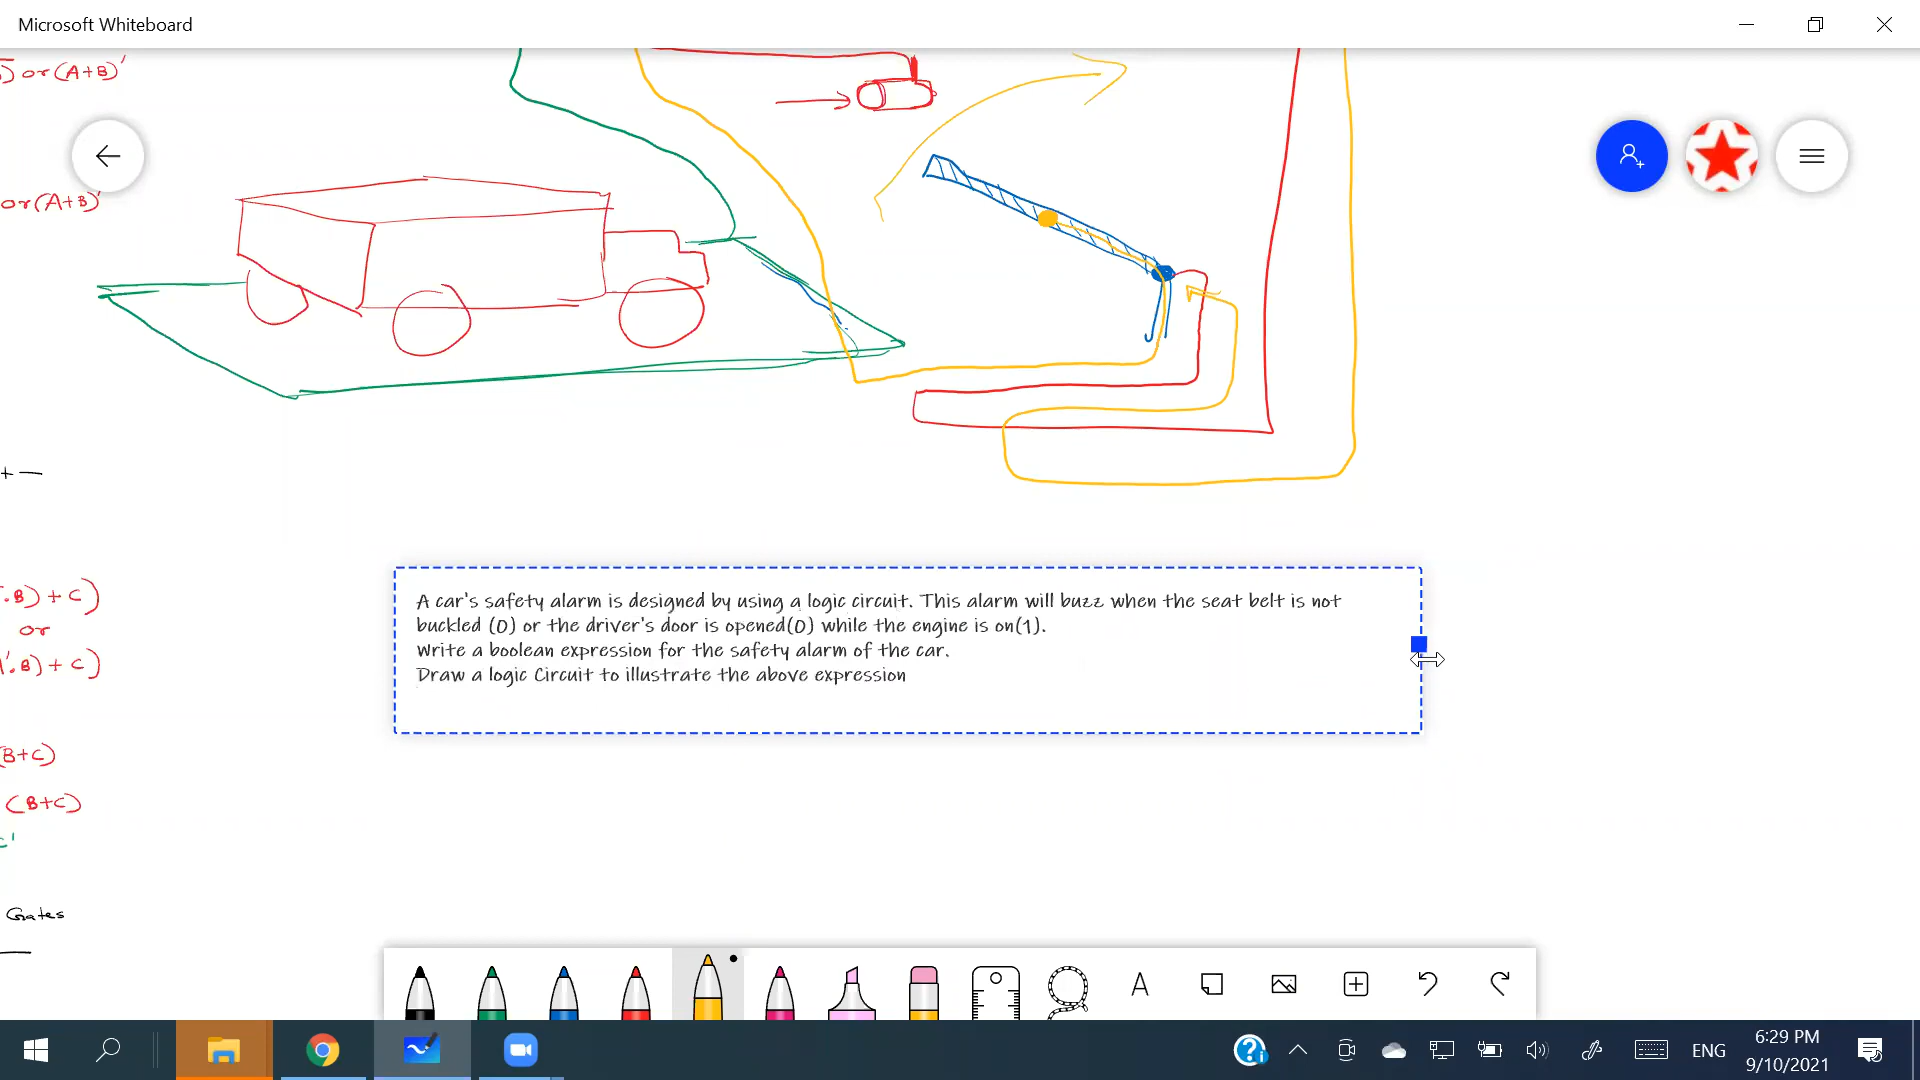 Microsoft Whiteboard
or (A+B)'
or (A+B)'
+ —
.B) + C)
or
'.B) + C)
(B+C)
(B+C)
C'
Gates
A car's safety alarm is designed by using a logic circuit. This alarm will buzz when the seat belt is not
buckled (0) or the driver's door is opened(0) while the engine is on(1).
Write a boolean expression for the safety alarm of the car.
Draw a logic Circuit to illustrate the above expression
A
ENG
6:29 PM
9/10/2021